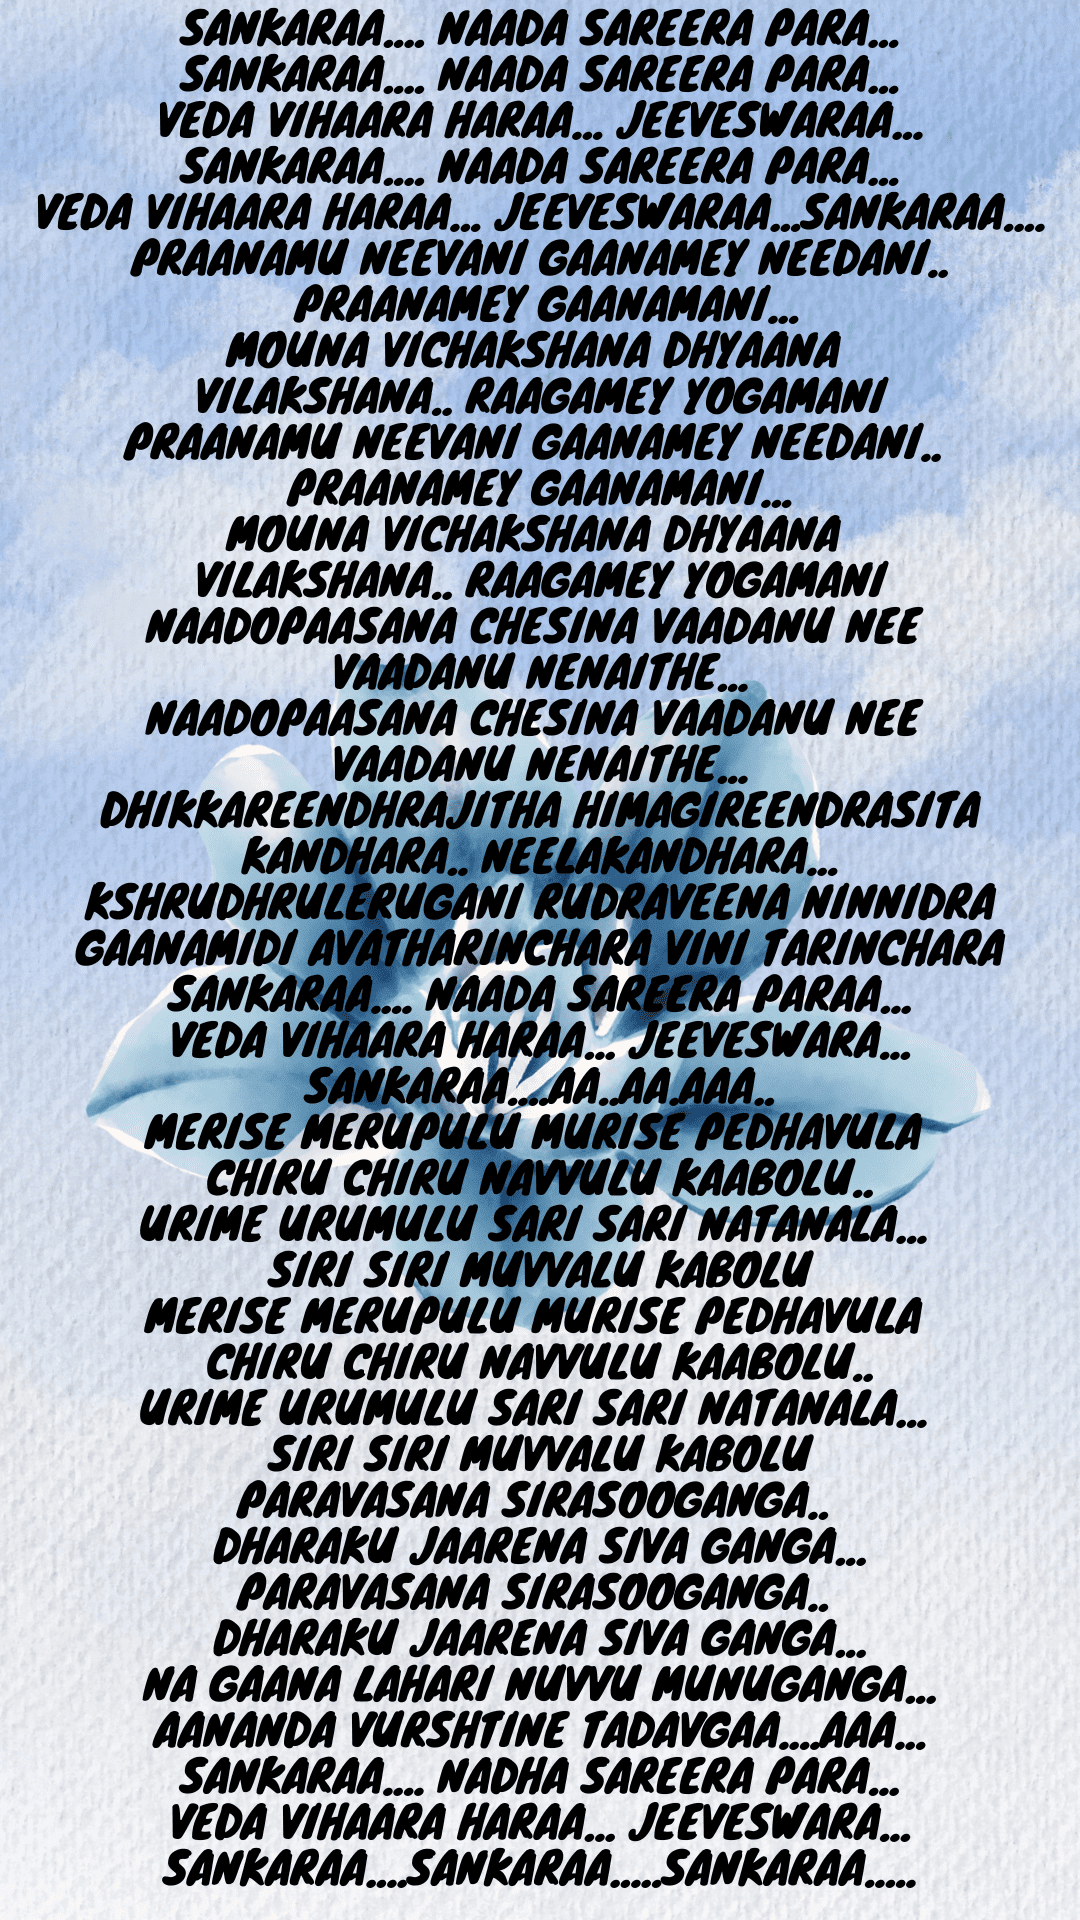 SANKARAA.... NAADA SAREERA PARA...
SANKARAA.... NAADA SAREERA PARA...
VEDA VIHAARA HARAA... JEEVESWARAA...
SANKARAA.... NAADA SAREERA PARA...
VEDA VIHAARA HARAA... JEEVESWARAA...SANKARAA....
PRAANAMU NEEVANI GAANAMEY NEEDANI..
PRAANAMEY GAANAMANI...
MOUNA VICHAKSHANA DHYAANA
VILAKSHANA.. RAAGAMEY YOGAMANI
PRAANAMU NEEVANI GAANAMEY NEEDANI..
PRAANAMEY GAANAMANI...
MOUNA VICHAKSHANA DHYAANA
VILAKSHANA.. RAAGAMEY YOGAMANI
NAADOPAASANA CHESINA VAADANU NEE
VAADANU NENAITHE...
NAADOPAASANA CHESINA VAADANU NEE
VAADANU NENAITHE...
DHIKKAREENDHRAJITHA HIMAGIREENDRASITA
KANDHARA.. NEELAKANDHARA...
KSHRUDHRULERUGANI RUDRAVEENA NINNIDRA
GAANAMIDI AVATHARINCHARA VINI TARINCHARA
SANKARAA.... NAADA SAREERA PARAA...
VEDA VIHAARA HARAA... JEEVESWARA...
SANKARAA....AA..AA.AAA..
MERISE MERUPULU MURISE PEDHAVULA
CHIRU CHIRU NAVVULU KAABOLU..
URIME URUMULU SARI SARI NATANALA...
SIRI SIRI MUVVALU KABOLU
MERISE MERUPULU MURISE PEDHAVULA
CHIRU CHIRU NAVVULU KAABOLU..
URIME URUMULU SARI SARI NATANALA...
SIRI SIRI MUVVALU KABOLU
PARAVASANA SIRASOOGANGA..
DHARAKU JAARENA SIVA GANGA...
PARAVASANA SIRASOOGANGA..
DHARAKU JAARENA SIVA GANGA...
NA GAANA LAHARI NUVVU MUNUGANGA...
AANANDA VURSHTINE TADAVGAA....AAA...
SANKARAA.... NADHA SAREERA PARA...
VEDA VIHAARA HARAA... JEEVESWARA...
SANKARAA....SANKARAA.....SANKARAA.....